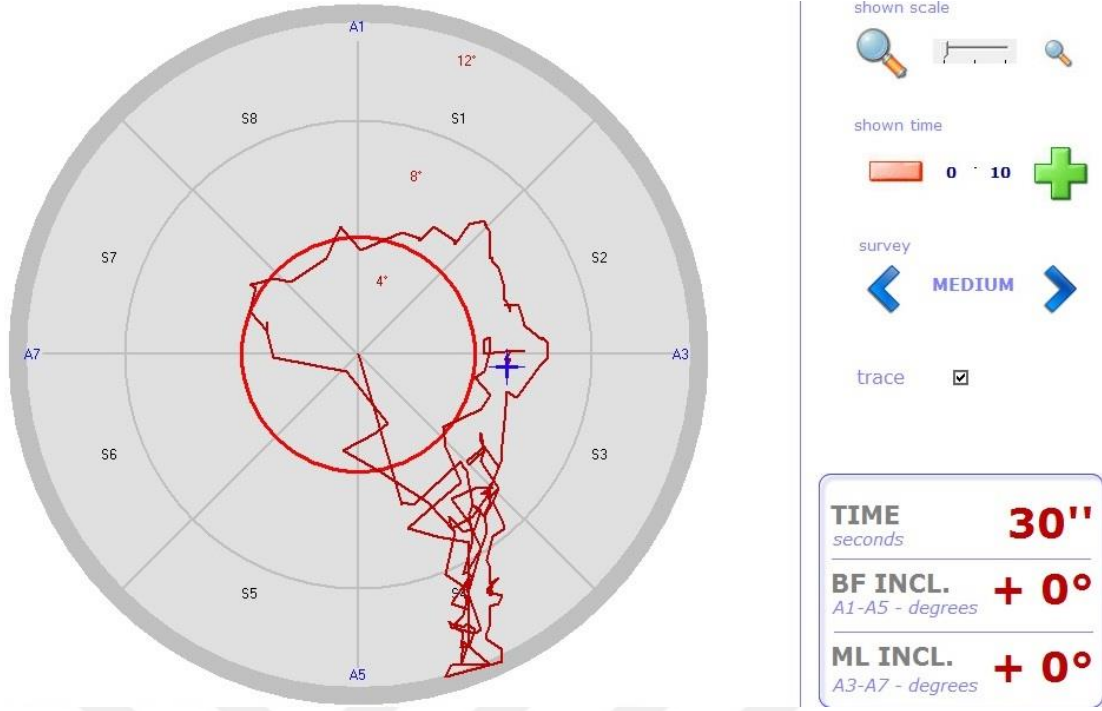 A1
12°
S8
S1
8°
S7
S2
4°
A7
A3
S6
S3
S5
S4
A5
shown scale
shown time
0 ' 10
survey
MEDIUM
trace
TIME
seconds
30''
BF INCL.
A1-A5 - degrees
+ 0°
ML INCL.
A3-A7 - degrees
+ 0°